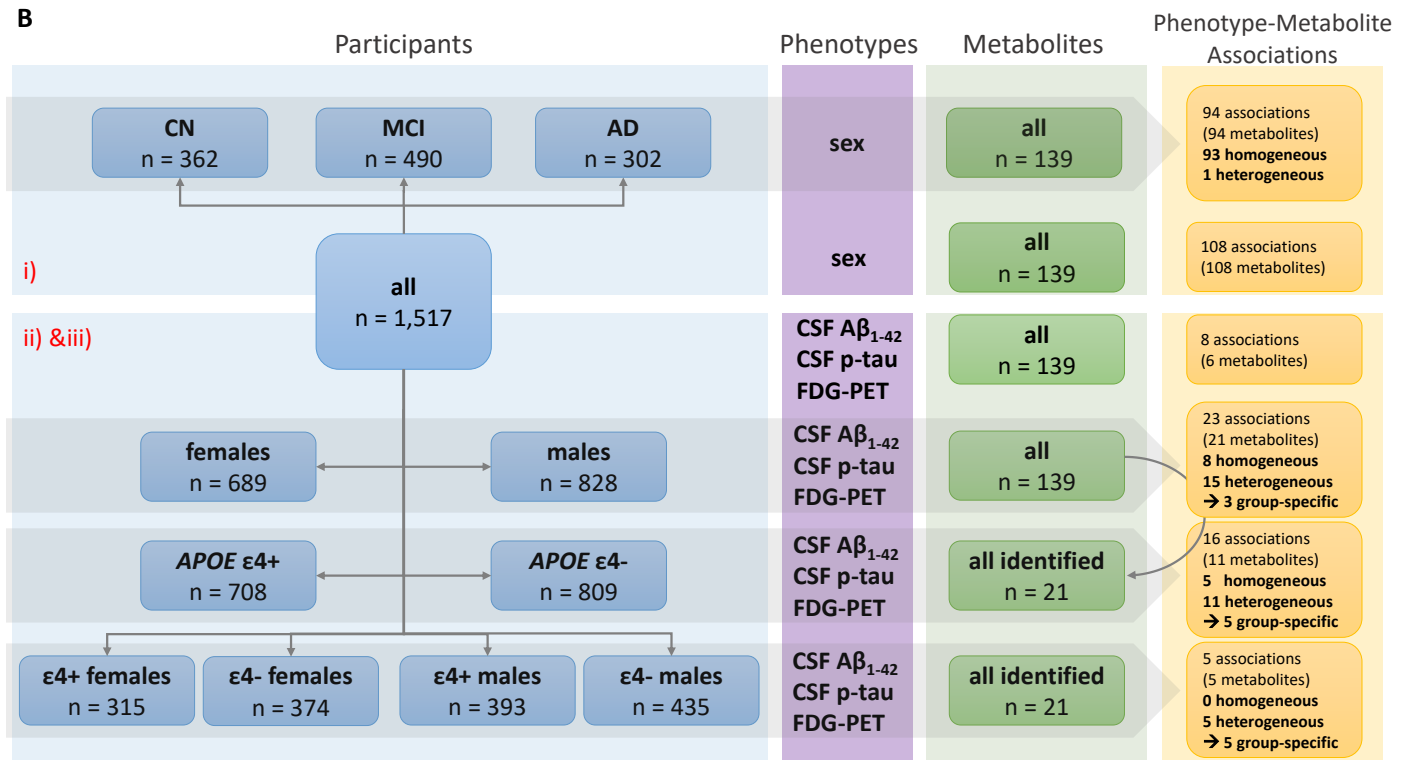 B
Participants
Phenotypes
Metabolites
Phenotype-Metabolite
Associations
CN
n = 362
MCI
n = 490
AD
n = 302
sex
all
n = 139
94 associations
(94 metabolites)
93 homogeneous
1 heterogeneous
i)
all
n = 1,517
sex
all
n = 139
108 associations
(108 metabolites)
ii) &iii)
CSF Aβ1-42
CSF p-tau
FDG-PET
all
n = 139
8 associations
(6 metabolites)
females
n = 689
males
n = 828
CSF Aβ1-42
CSF p-tau
FDG-PET
all
n = 139
23 associations
(21 metabolites)
8 homogeneous
15 heterogeneous
→ 3 group-specific
APOE ε4+
n = 708
APOE ε4-
n = 809
CSF Aβ1-42
CSF p-tau
FDG-PET
all identified
n = 21
16 associations
(11 metabolites)
5 homogeneous
11 heterogeneous
→ 5 group-specific
ε4+ females
n = 315
ε4- females
n = 374
ε4+ males
n = 393
ε4- males
n = 435
CSF Aβ1-42
CSF p-tau
FDG-PET
all identified
n = 21
5 associations
(5 metabolites)
0 homogeneous
5 heterogeneous
→ 5 group-specific